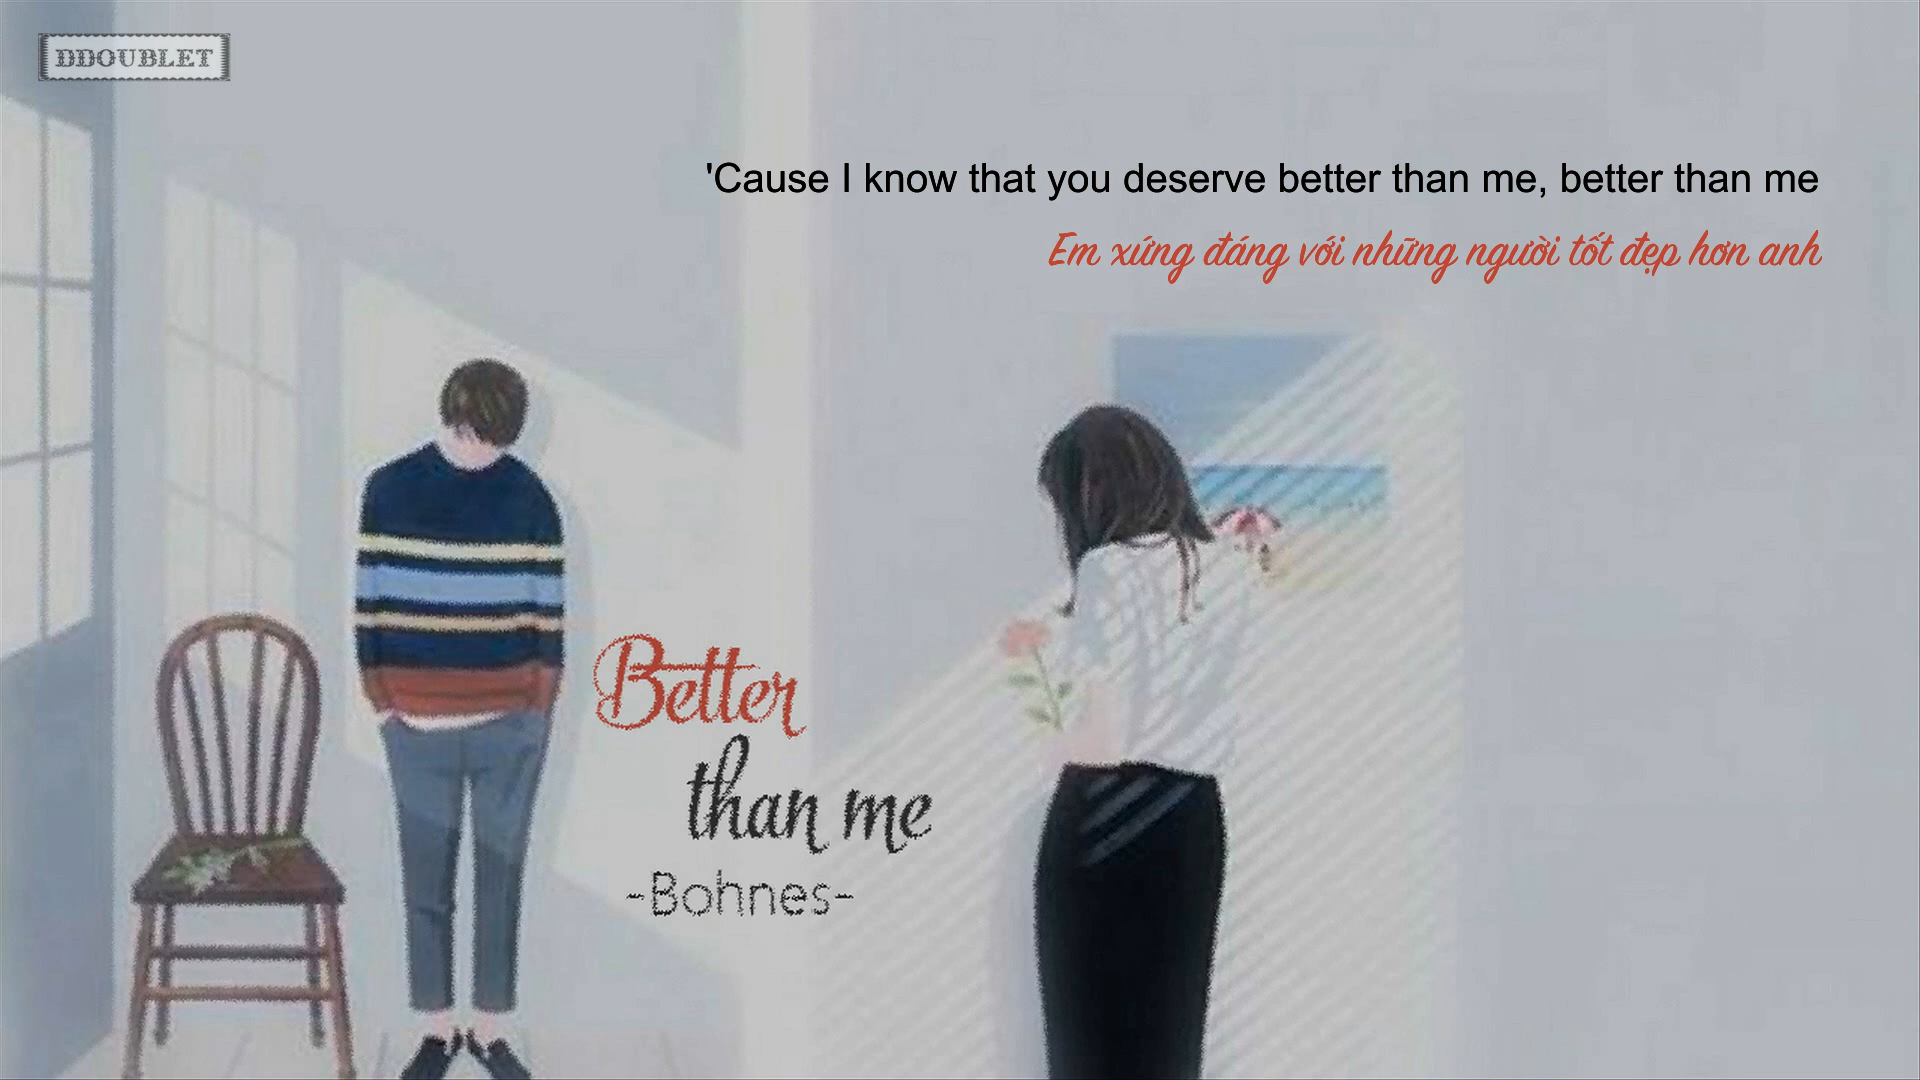 DDOUBLET
'Cause I know that you deserve better than me, better than me
Em xứng đáng với những người tốt đẹp hơn anh
Better
than me
-Bohnes-